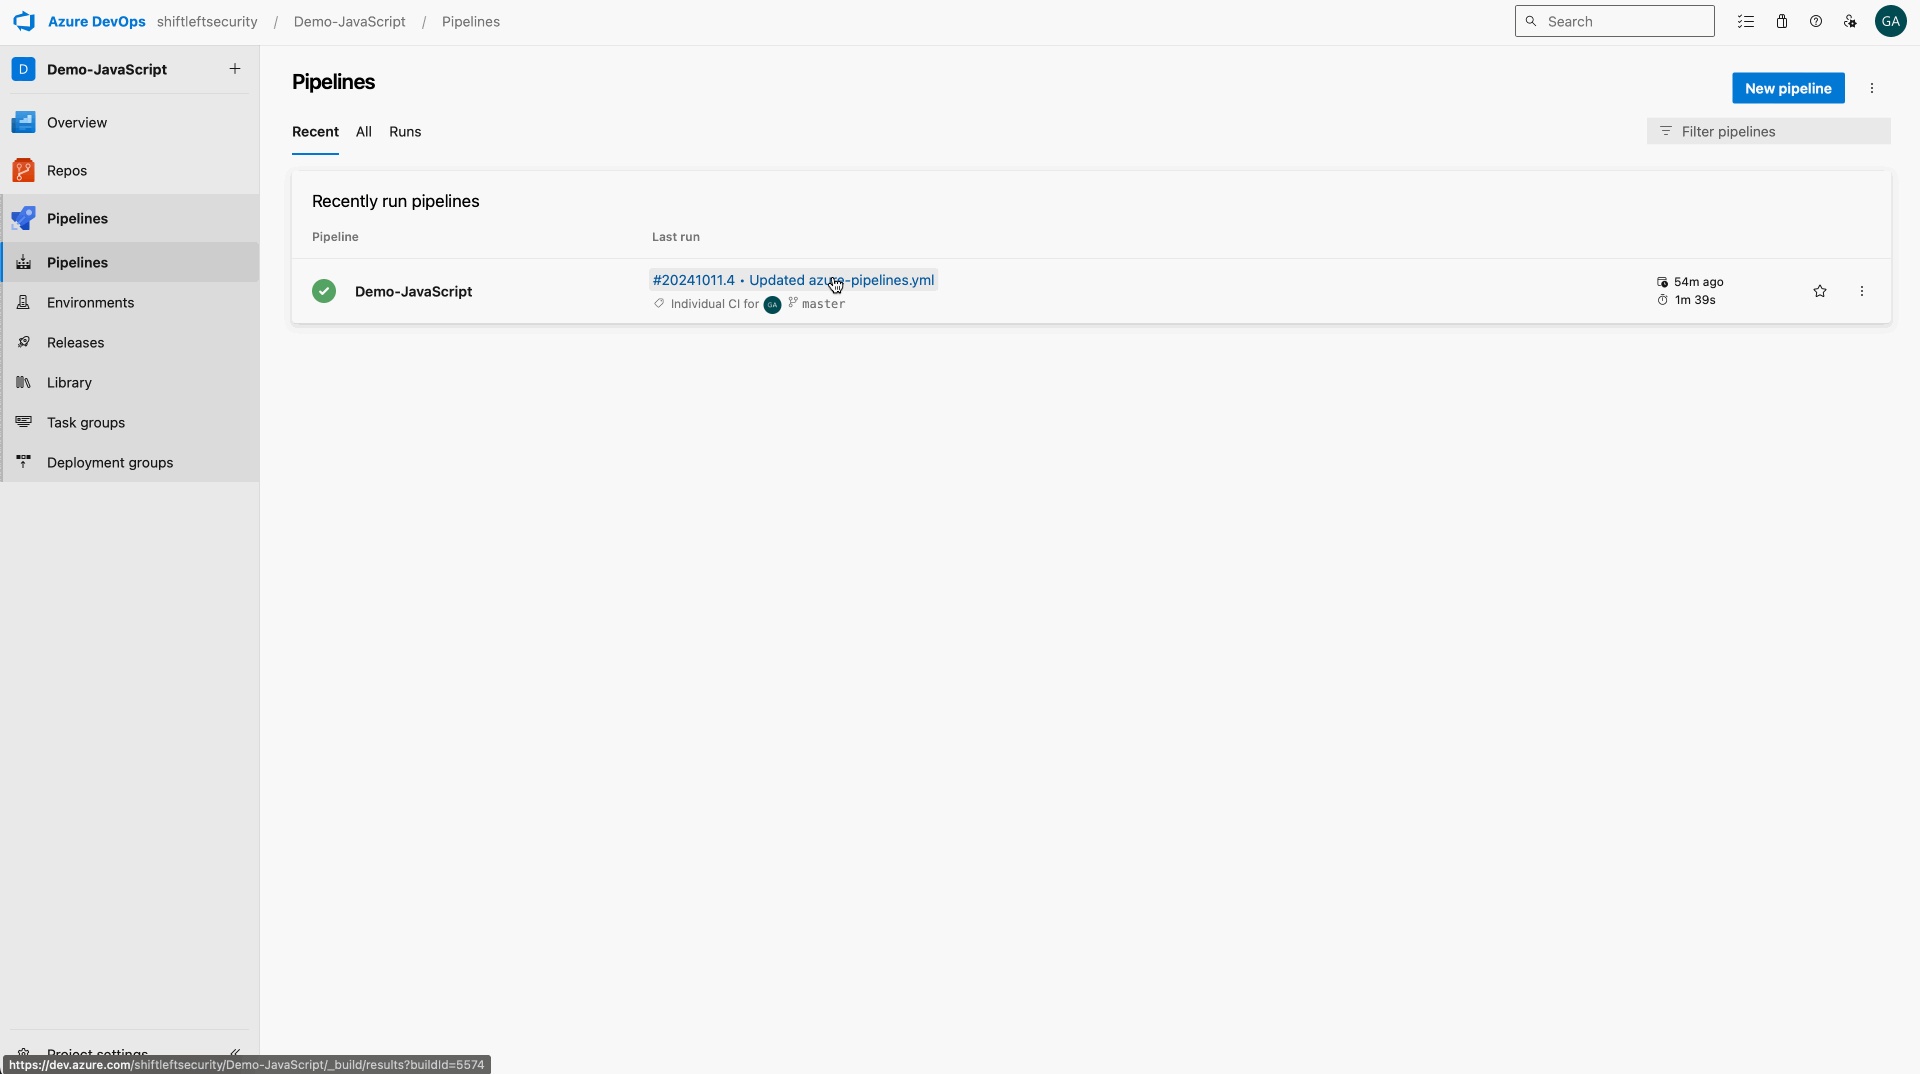 Azure DevOps shiftleftsecurity / Demo-JavaScript / Pipelines
Search
GA
D Demo-JavaScript
Overview
Repos
Pipelines
Pipelines
Environments
Releases
Library
Task groups
Deployment groups
Project settings
https://dev.azure.com/shiftleftsecurity/Demo-JavaScript/_build/results?buildId=5574
Pipelines
New pipeline
Recent All Runs
Filter pipelines
Recently run pipelines
Pipeline Last run
Demo-JavaScript
#20241011.4 • Updated azure-pipelines.yml
Individual CI for GA master
54m ago
1m 39s